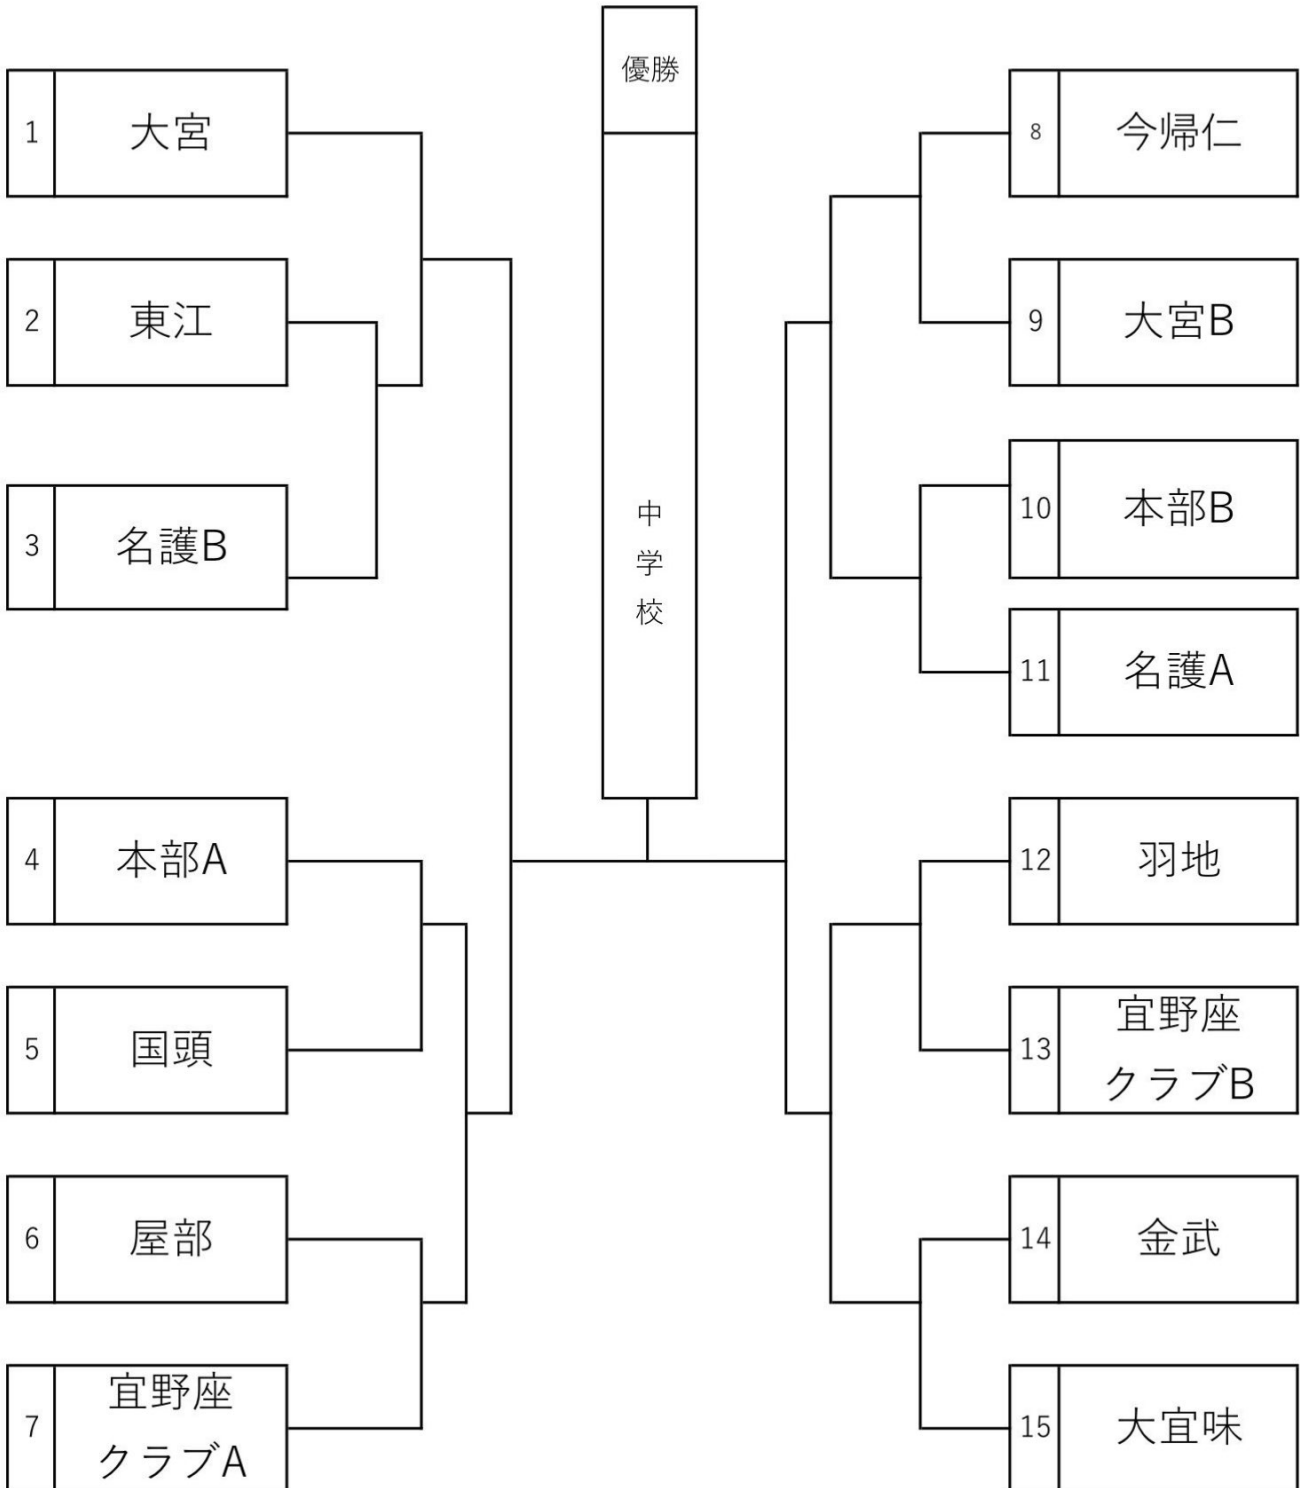 優勝
中学校
1 大宮
2 東江
3 名護B
4 本部A
5 国頭
6 屋部
7 宜野座
クラブA
8 今帰仁
9 大宮B
10 本部B
11 名護A
12 羽地
13 宜野座
クラブB
14 金武
15 大宜味